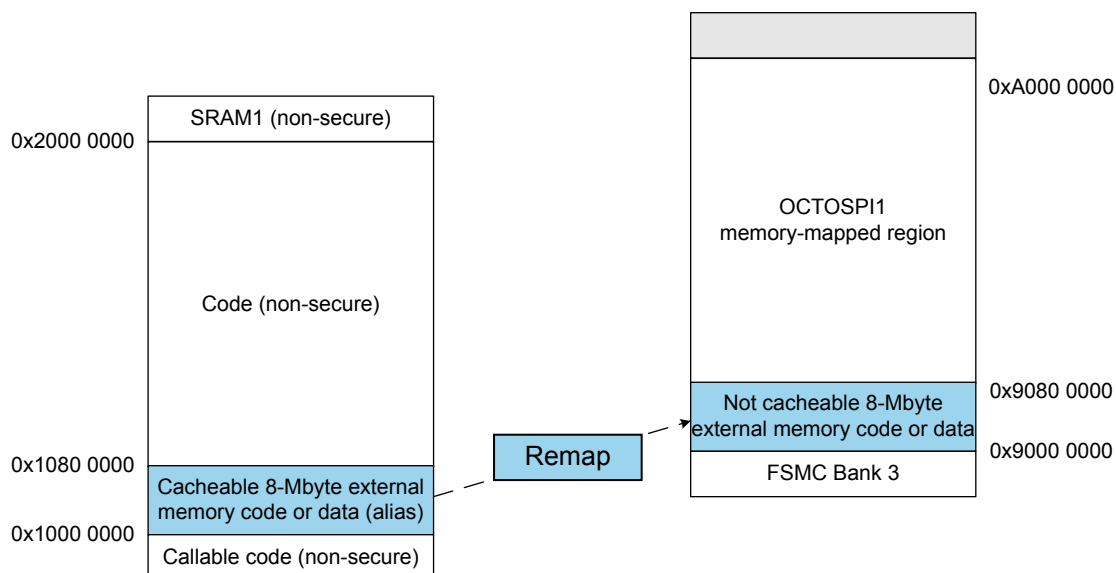 SRAM1 (non-secure)
0x2000 0000
Code (non-secure)
0x1080 0000
Cacheable 8-Mbyte external
memory code or data (alias)
0x1000 0000
Callable code (non-secure)
Remap
0xA000 0000
OCTOSPI1
memory-mapped region
0x9080 0000
Not cacheable 8-Mbyte
external memory code or data
0x9000 0000
FSMC Bank 3